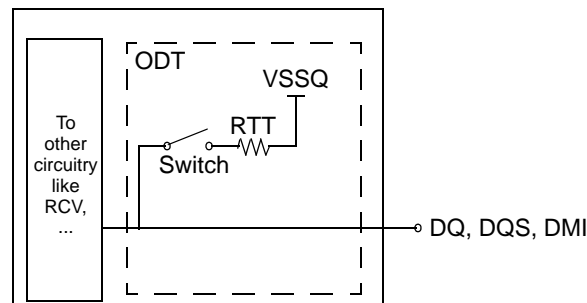 ODT
VSSQ
RTT
Switch
To
other
circuitry
like
RCV,
...
DQ, DQS, DMI